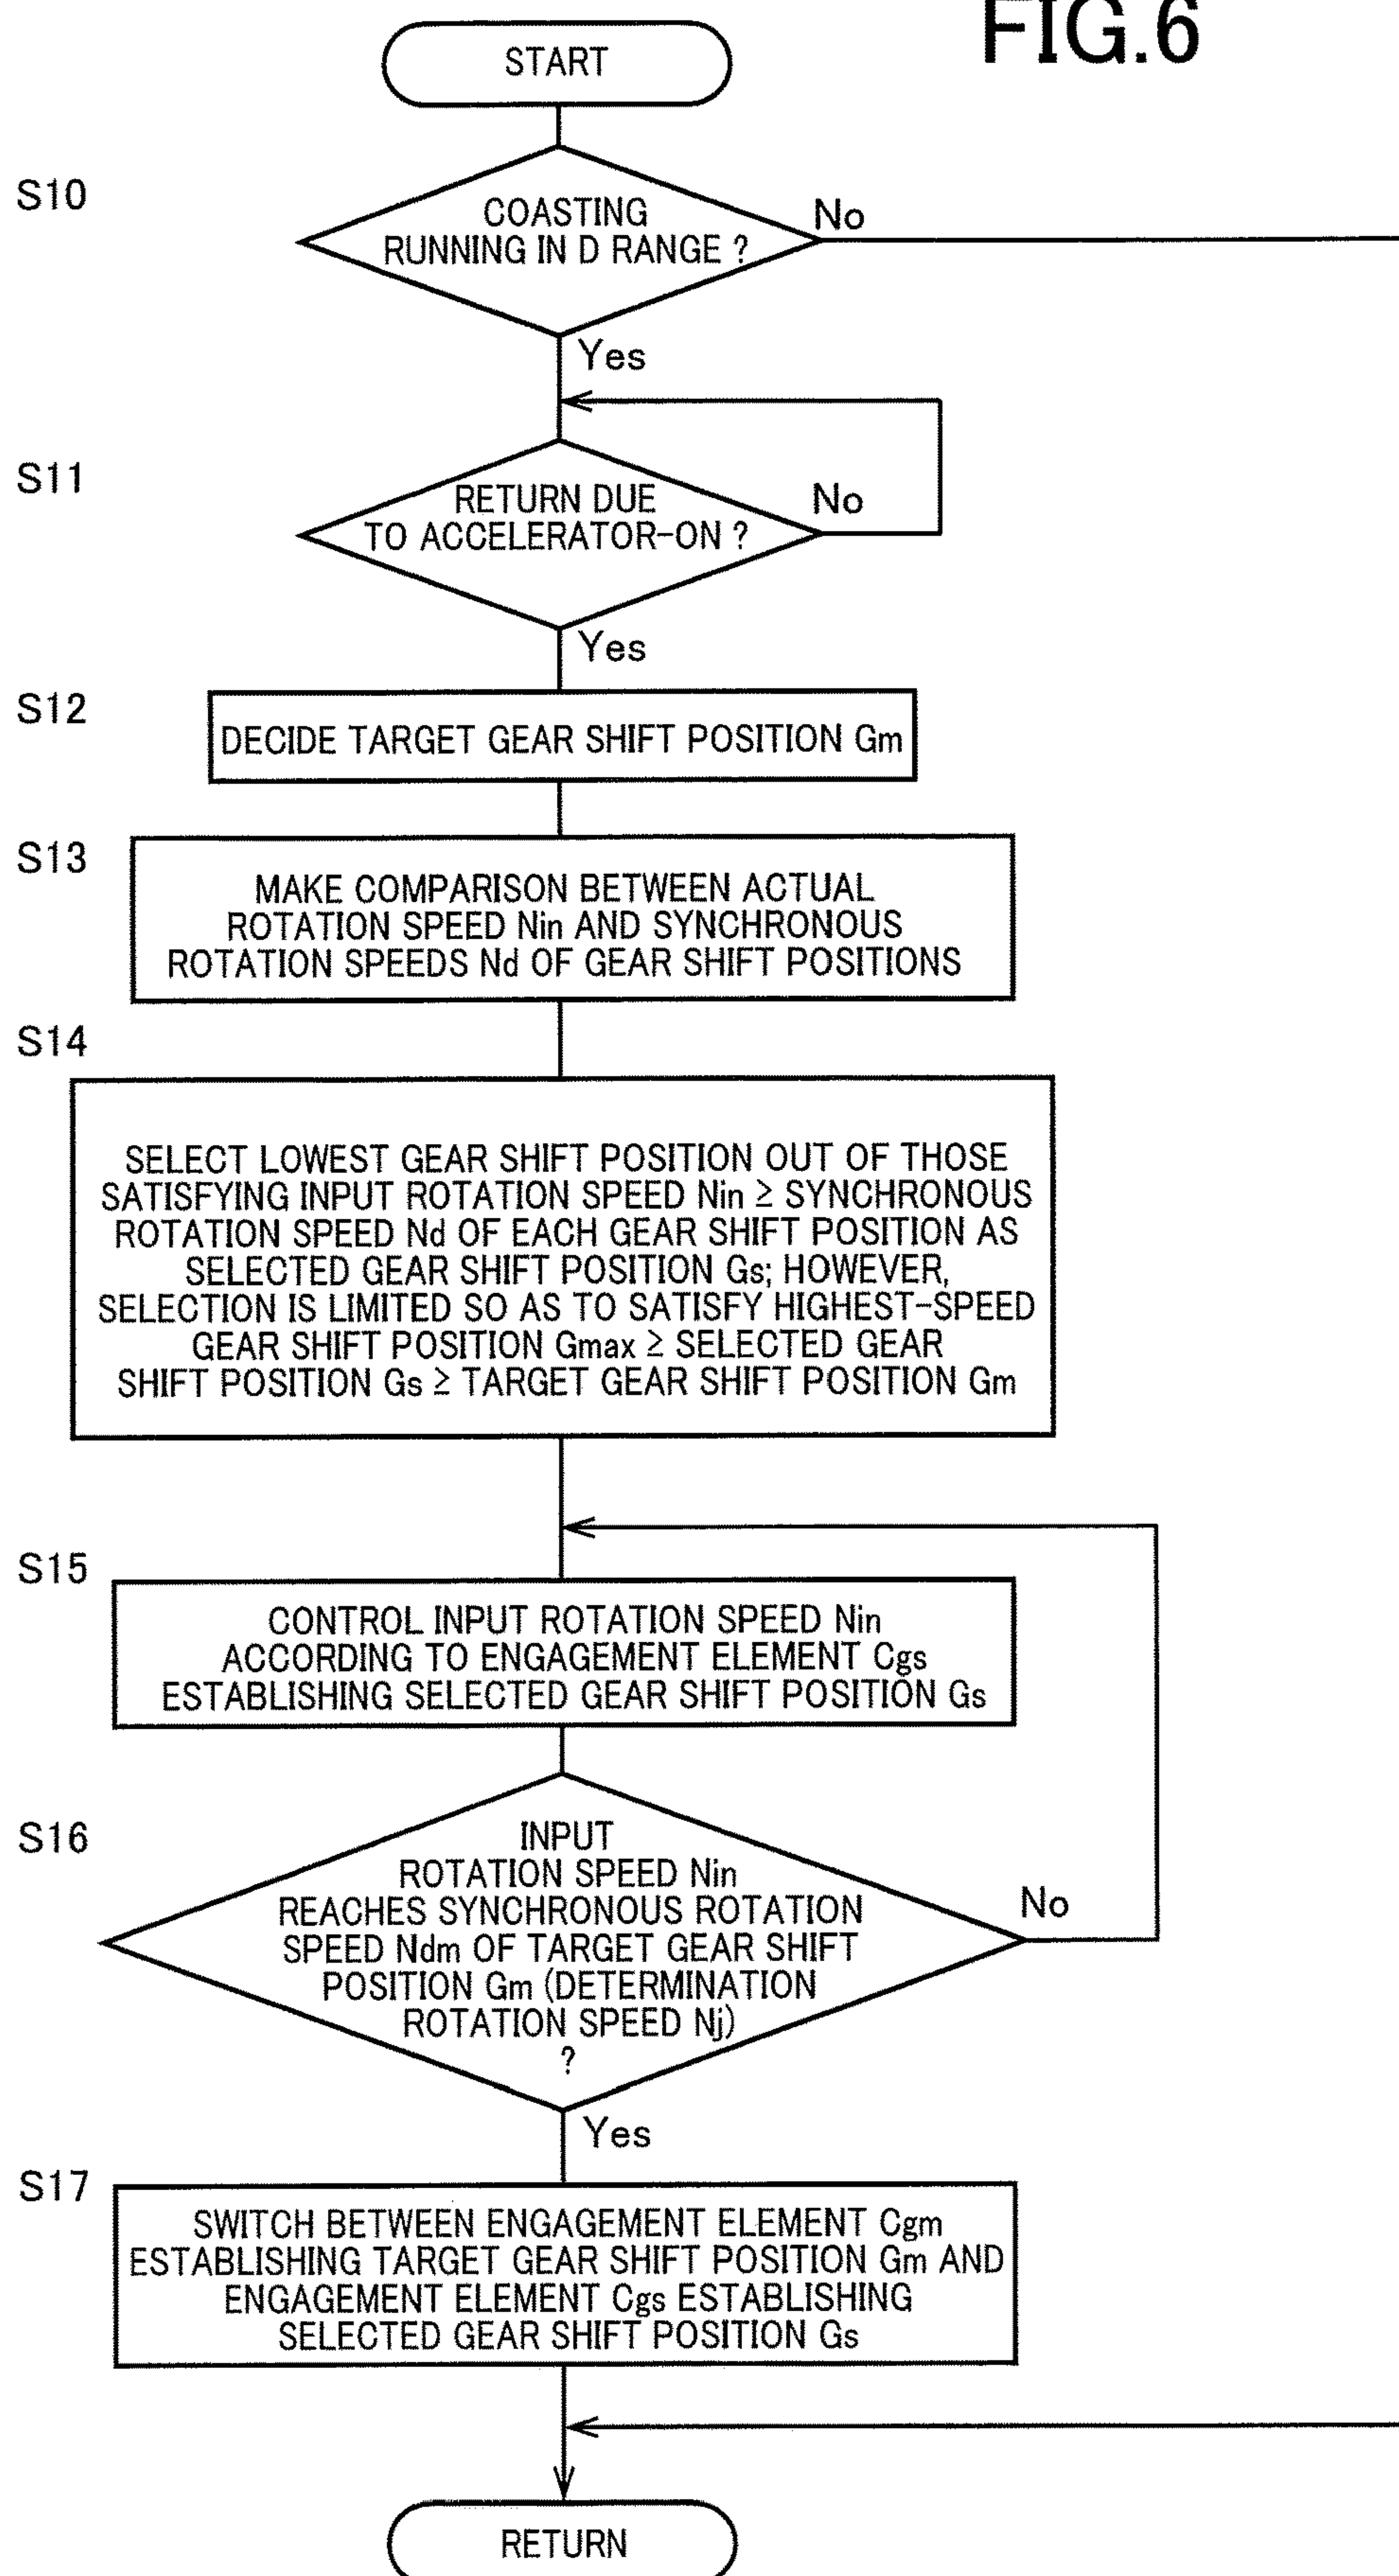 FIG.6
START
S10
COASTING
RUNNING IN D RANGE ?
No
Yes
S11
RETURN DUE
TO ACCELERATOR-ON ?
No
Yes
S12
DECIDE TARGET GEAR SHIFT POSITION Gm
S13
MAKE COMPARISON BETWEEN ACTUAL
ROTATION SPEED Nin AND SYNCHRONOUS
ROTATION SPEEDS Nd OF GEAR SHIFT POSITIONS
S14
SELECT LOWEST GEAR SHIFT POSITION OUT OF THOSE
SATISFYING INPUT ROTATION SPEED Nin ≥ SYNCHRONOUS
ROTATION SPEED Nd OF EACH GEAR SHIFT POSITION AS
SELECTED GEAR SHIFT POSITION Gs; HOWEVER,
SELECTION IS LIMITED SO AS TO SATISFY HIGHEST-SPEED
GEAR SHIFT POSITION Gmax ≥ SELECTED GEAR
SHIFT POSITION Gs ≥ TARGET GEAR SHIFT POSITION Gm
S15
CONTROL INPUT ROTATION SPEED Nin
ACCORDING TO ENGAGEMENT ELEMENT Cgs
ESTABLISHING SELECTED GEAR SHIFT POSITION Gs
S16
INPUT
ROTATION SPEED Nin
REACHES SYNCHRONOUS ROTATION
SPEED Ndm OF TARGET GEAR SHIFT
POSITION Gm (DETERMINATION
ROTATION SPEED Nj)
?
No
Yes
S17
SWITCH BETWEEN ENGAGEMENT ELEMENT Cgm
ESTABLISHING TARGET GEAR SHIFT POSITION Gm AND
ENGAGEMENT ELEMENT Cgs ESTABLISHING
SELECTED GEAR SHIFT POSITION Gs
RETURN